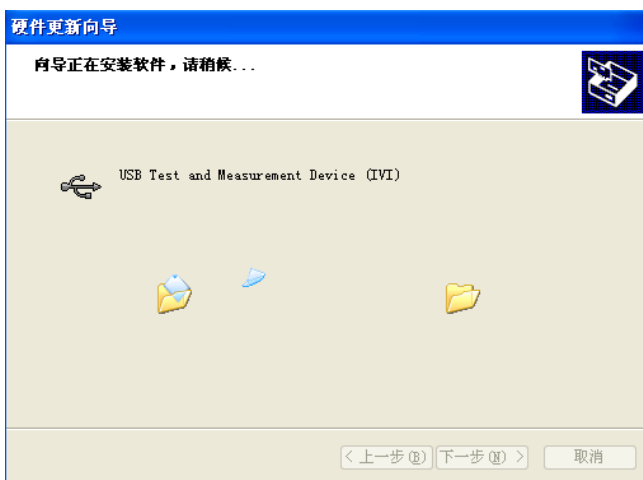 硬件更新向导
向导正在安装软件，请稍候...
USB Test and Measurement Device (IVI)
< 上一步(B) 下一步(N) > 取消